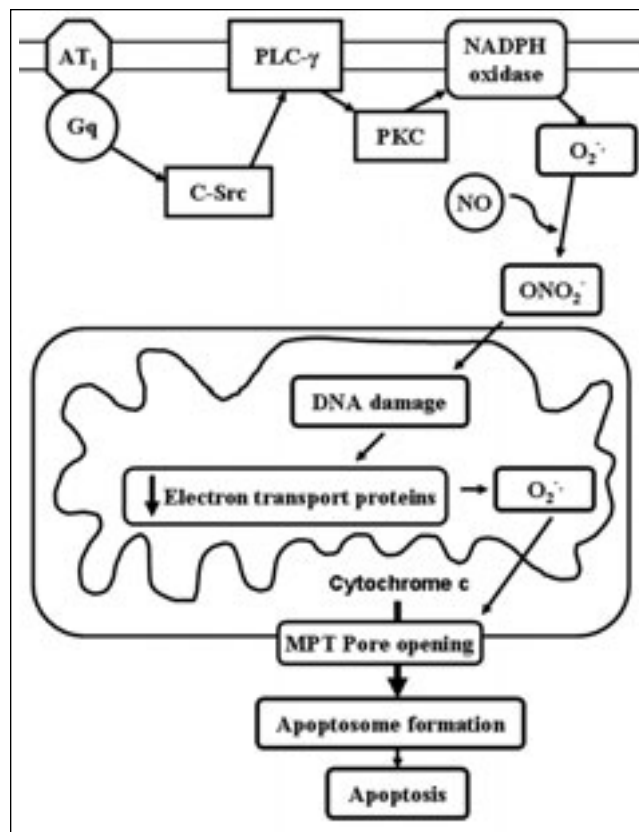 AT₁
PLC-γ
NADPH
oxidase
Gq
PKC
O₂⁻·
C-Src
NO
ONO₂⁻
DNA damage
↓ Electron transport proteins
O₂⁻·
Cytochrome c
MPT Pore opening
Apoptosome formation
Apoptosis